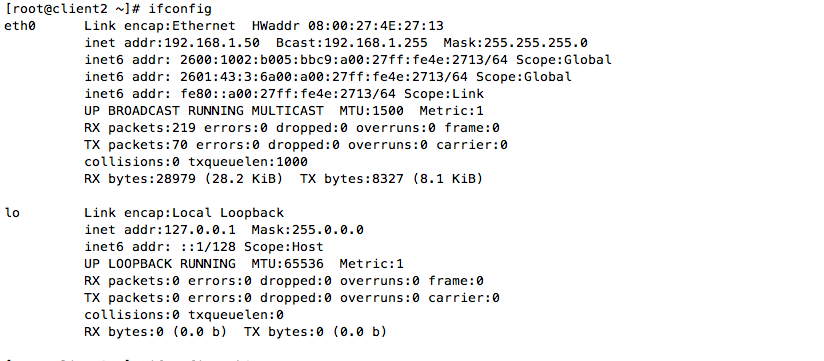 [root@client2 ~]# ifconfig
eth0      Link encap:Ethernet  HWaddr 08:00:27:4E:27:13
          inet addr:192.168.1.50  Bcast:192.168.1.255  Mask:255.255.255.0
          inet6 addr: 2600:1002:b005:bbc9:a00:27ff:fe4e:2713/64 Scope:Global
          inet6 addr: 2601:43:3:6a00:a00:27ff:fe4e:2713/64 Scope:Global
          inet6 addr: fe80::a00:27ff:fe4e:2713/64 Scope:Link
          UP BROADCAST RUNNING MULTICAST  MTU:1500  Metric:1
          RX packets:219 errors:0 dropped:0 overruns:0 frame:0
          TX packets:70 errors:0 dropped:0 overruns:0 carrier:0
          collisions:0 txqueuelen:1000
          RX bytes:28979 (28.2 KiB)  TX bytes:8327 (8.1 KiB)

lo        Link encap:Local Loopback
          inet addr:127.0.0.1  Mask:255.0.0.0
          inet6 addr: ::1/128 Scope:Host
          UP LOOPBACK RUNNING  MTU:65536  Metric:1
          RX packets:0 errors:0 dropped:0 overruns:0 frame:0
          TX packets:0 errors:0 dropped:0 overruns:0 carrier:0
          collisions:0 txqueuelen:0
          RX bytes:0 (0.0 b)  TX bytes:0 (0.0 b)